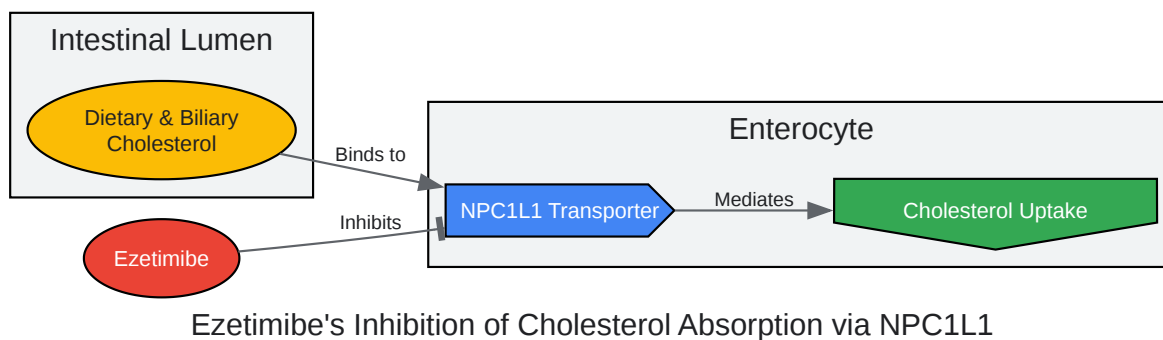 Intestinal Lumen
Dietary & Biliary
Cholesterol
Binds to
Enterocyte
NPC1L1 Transporter
Mediates
Cholesterol Uptake
Inhibits
Ezetimibe
Ezetimibe's Inhibition of Cholesterol Absorption via NPC1L1